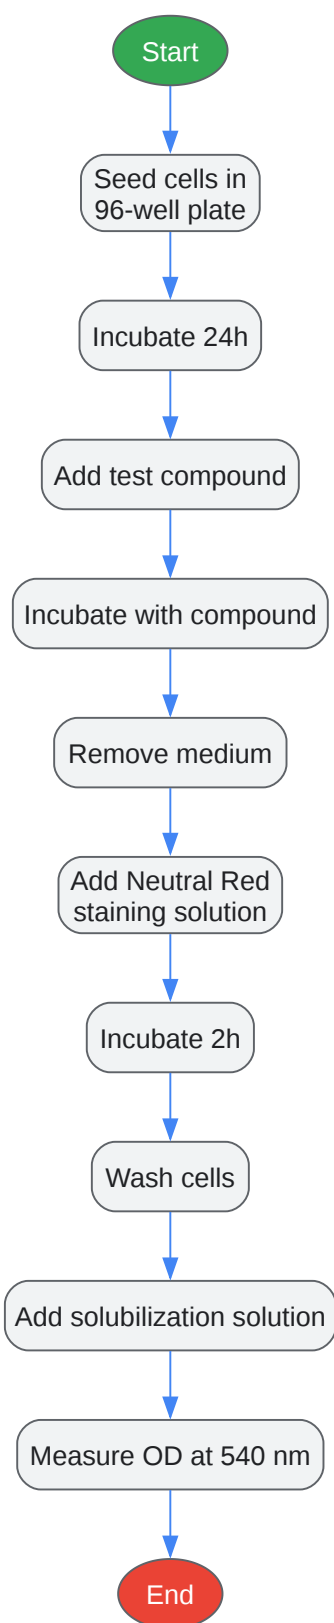 Start
Seed cells in
96-well plate
Incubate 24h
Add test compound
Incubate with compound
Remove medium
Add Neutral Red
staining solution
Incubate 2h
Wash cells
Add solubilization solution
Measure OD at 540 nm
End